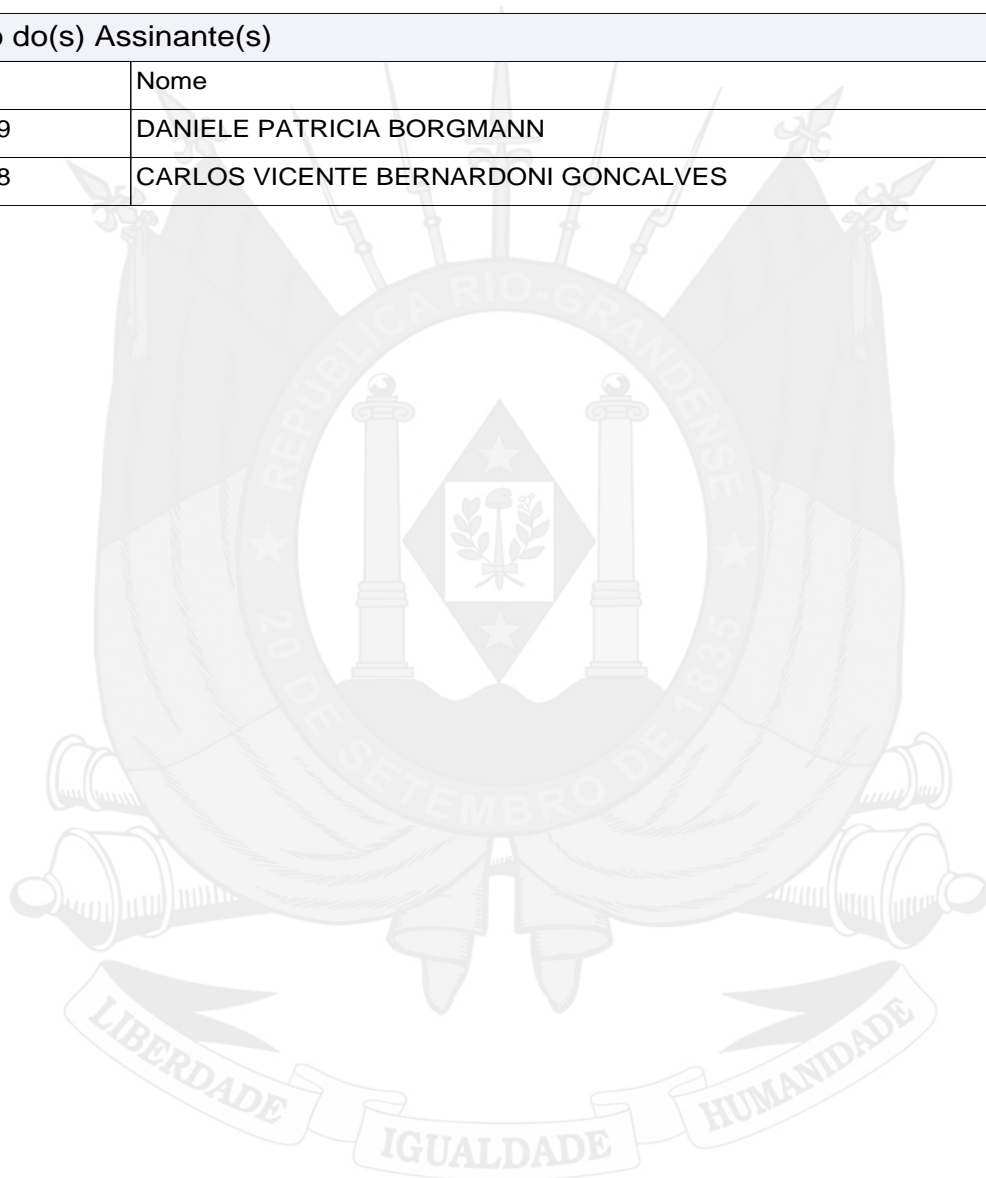 o do(s) Assinante(s)
Nome
9 DANIELE PATRICIA BORGMANN
8 CARLOS VICENTE BERNARDONI GONCALVES
REPÚBLICA RIO-GRANDENSE
20 DE SETEMBRO DE 1835
LIBERDADE IGUALDADE HUMANIDADE